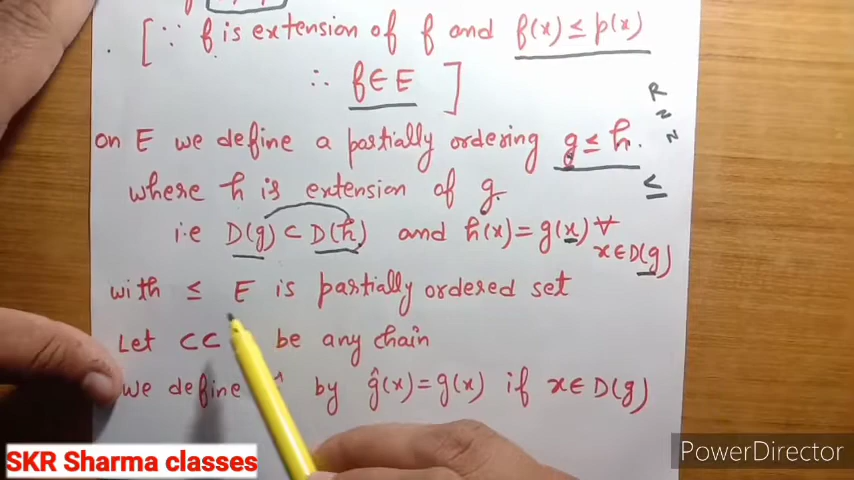 [ ∵ f is extension of f and f(x) ≤ p(x)
∴ f ∈ E ]
on E we define a partially ordering g ≤ h.
where h is extension of g
i.e D(g) ⊂ D(h) and h(x) = g(x) ∀
x ∈ D(g)
R
≤
with ≤ E is partially ordered set
Let C ⊂ be any chain
we define by ĝ(x) = g(x) if x ∈ D(g)
SKR Sharma classes
PowerDirector